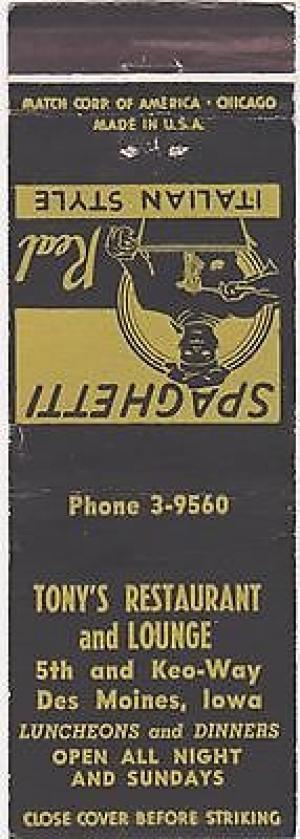 MATCH CORP. OF AMERICA · CHICAGO
MADE IN U.S.A.
Real
SPAGHETTI
ITALIAN STYLE
Phone 3-9560
TONY'S RESTAURANT
and LOUNGE
5th and Keo-Way
Des Moines, Iowa
LUNCHEONS and DINNERS
OPEN ALL NIGHT
AND SUNDAYS
CLOSE COVER BEFORE STRIKING